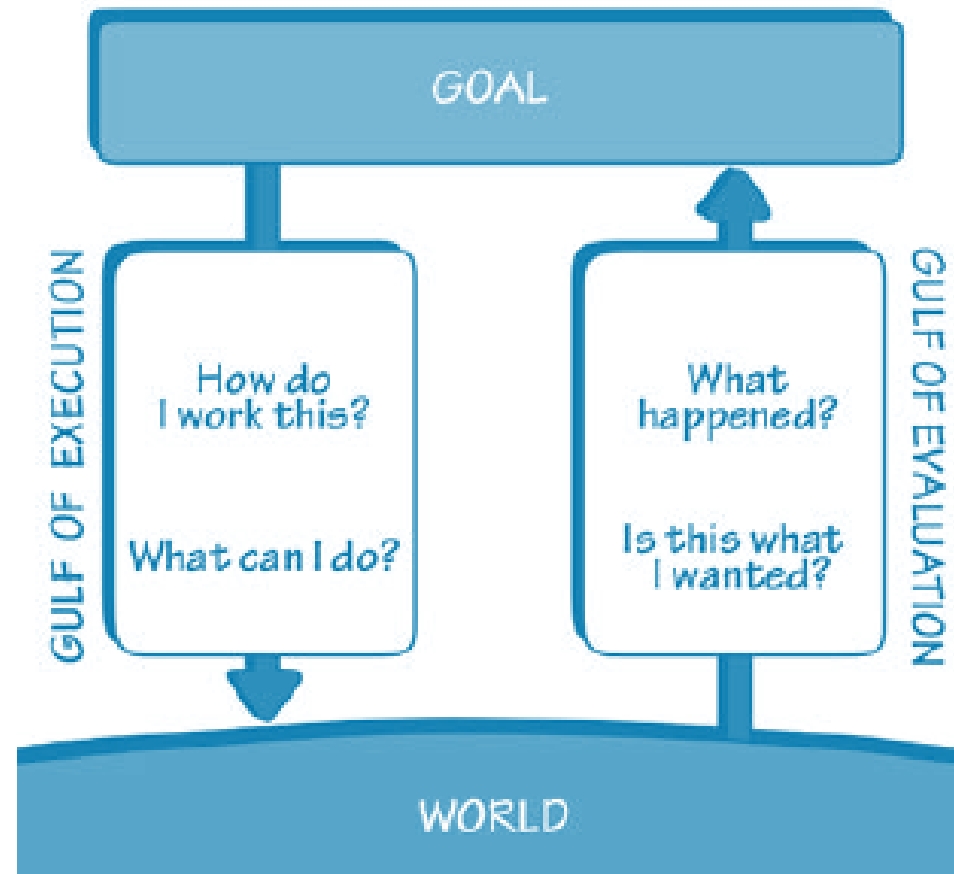 GOAL
GULF OF EXECUTION
How do
I work this?
What can I do?
What
happened?
Is this what
I wanted?
GULF OF EVALUATION
WORLD